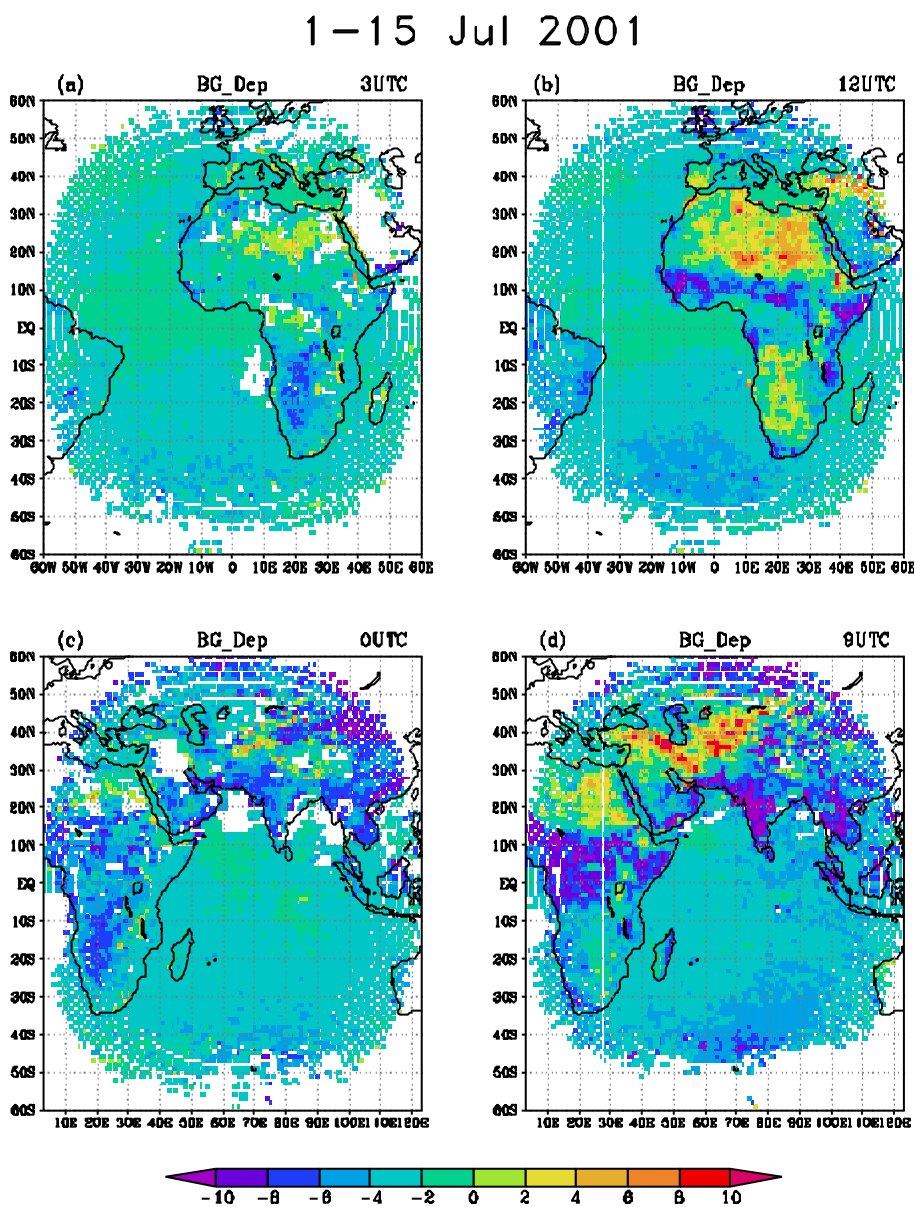 1-15 Jul 2001
(a) BG_Dep 3UTC
(b) BG_Dep 12UTC
60N
50N
40N
30N
20N
10N
EQ
10S
20S
30S
40S
50S
60S
60W 50W 40W 30W 20W 10W 0 10E 20E 30E 40E 50E 60E
60N
50N
40N
30N
20N
10N
EQ
10S
20S
30S
40S
50S
60S
60W 50W 40W 30W 20W 10W 0 10E 20E 30E 40E 50E 60E
(c) BG_Dep 0UTC
(d) BG_Dep 9UTC
60N
50N
40N
30N
20N
10N
EQ
10S
20S
30S
40S
50S
60S
10E 20E 30E 40E 50E 60E 70E 80E 90E 100E110E120E
60N
50N
40N
30N
20N
10N
EQ
10S
20S
30S
40S
50S
60S
10E 20E 30E 40E 50E 60E 70E 80E 90E 100E110E120E
-10 -8 -6 -4 -2 0 2 4 6 8 10